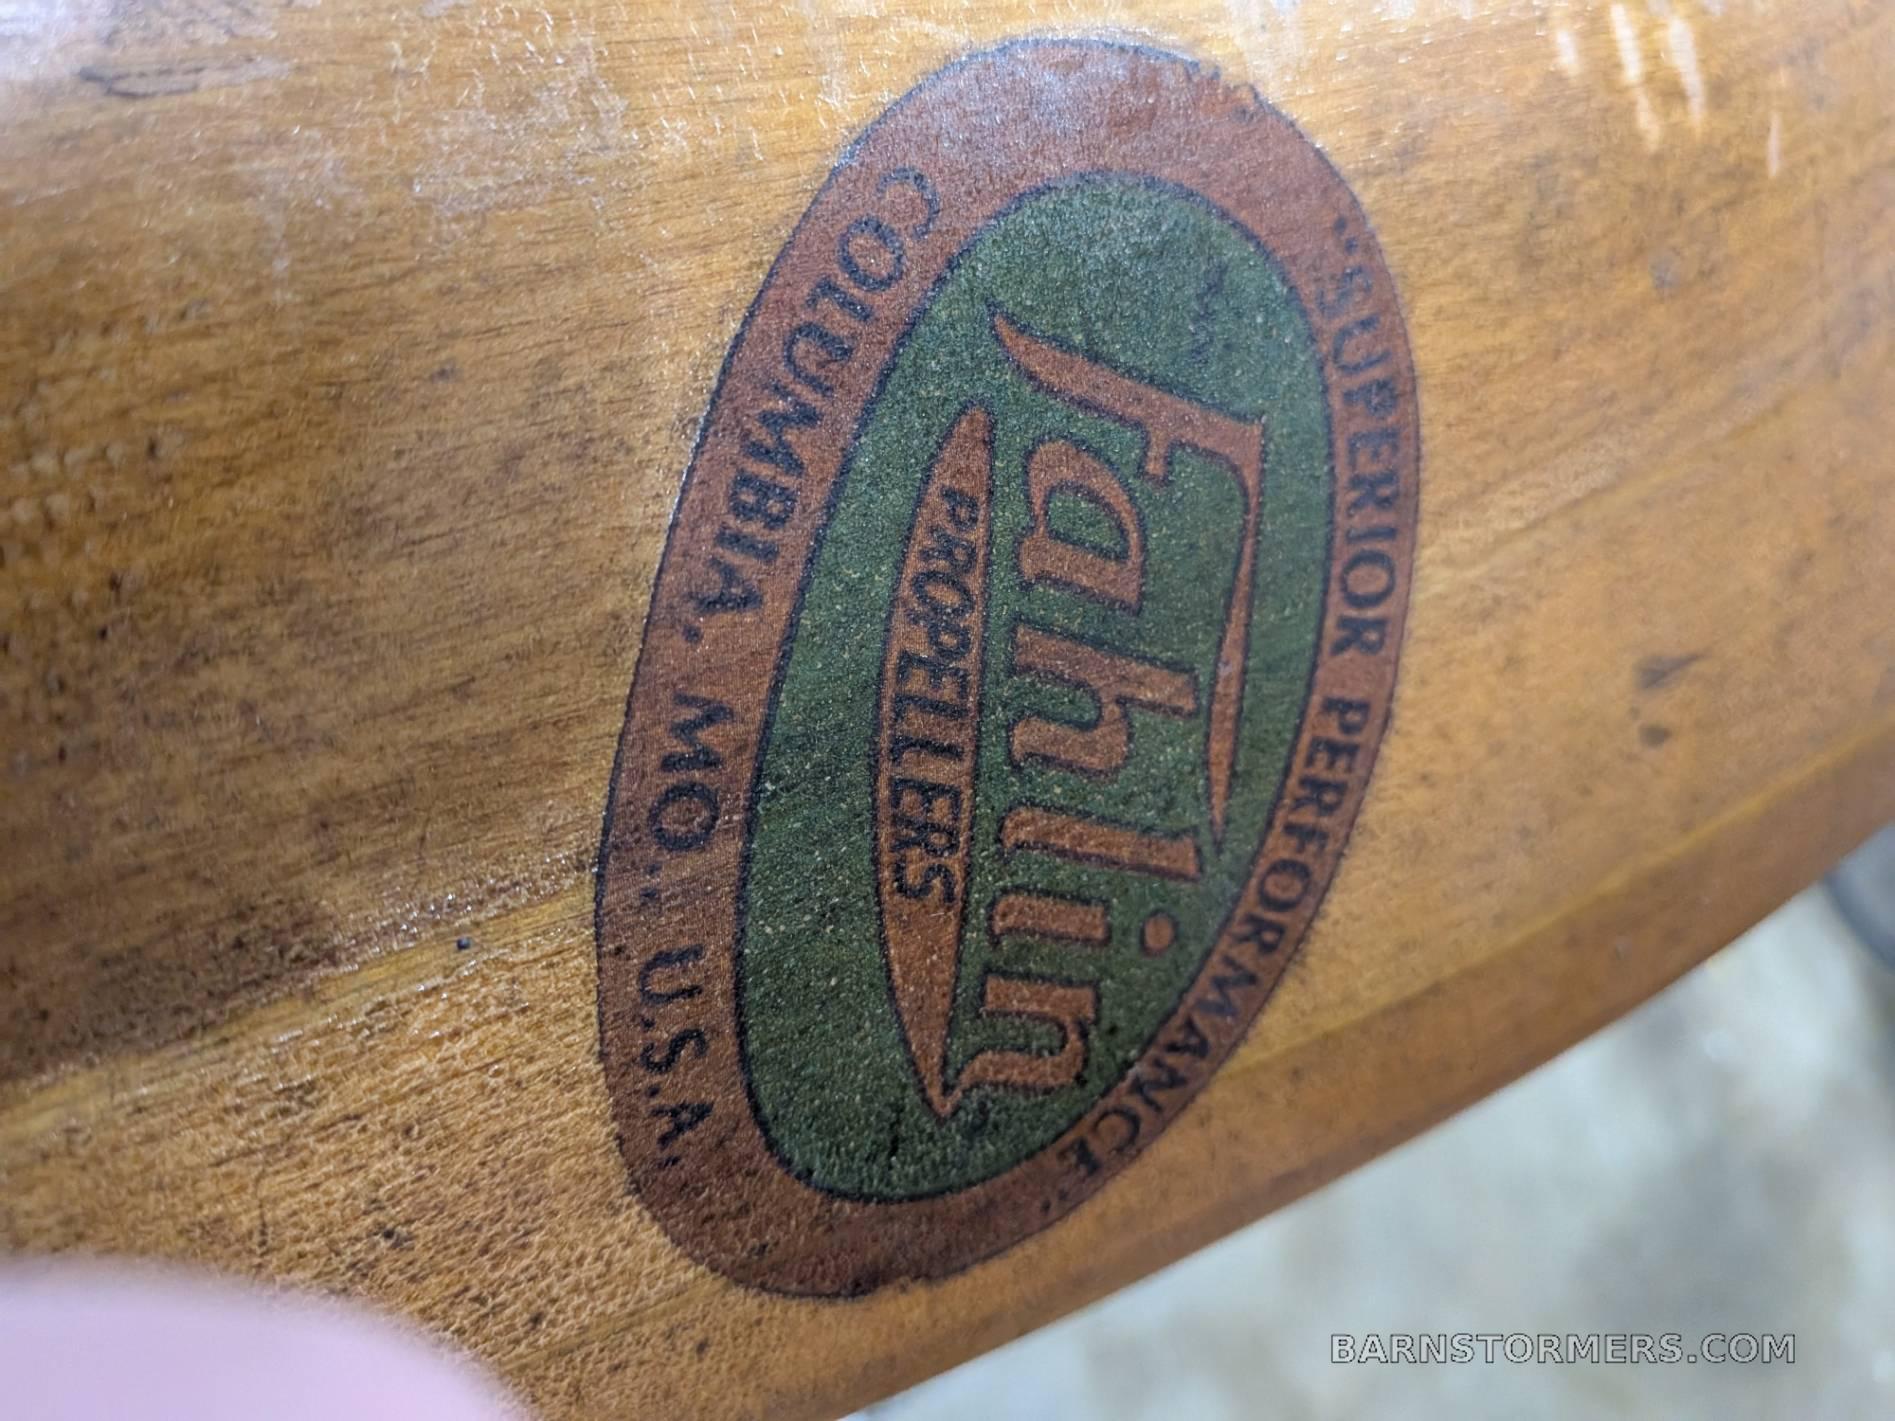 "SUPERIOR PERFORMANCE"
Fahlin
PROPELLERS
COLUMBIA, MO., U.S.A.
BARNSTORMERS.COM